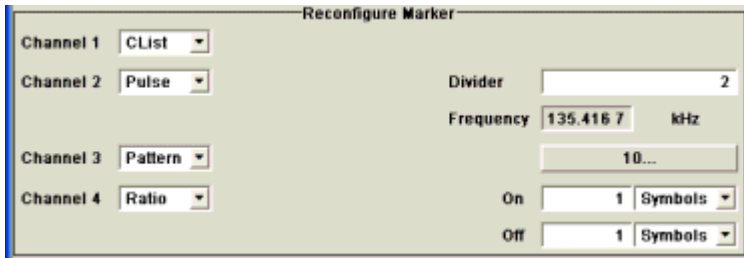 Reconfigure Marker
Channel 1 CList
Channel 2 Pulse Divider 2
Frequency 135.416 7 kHz
Channel 3 Pattern 10...
Channel 4 Ratio On 1 Symbols
Off 1 Symbols